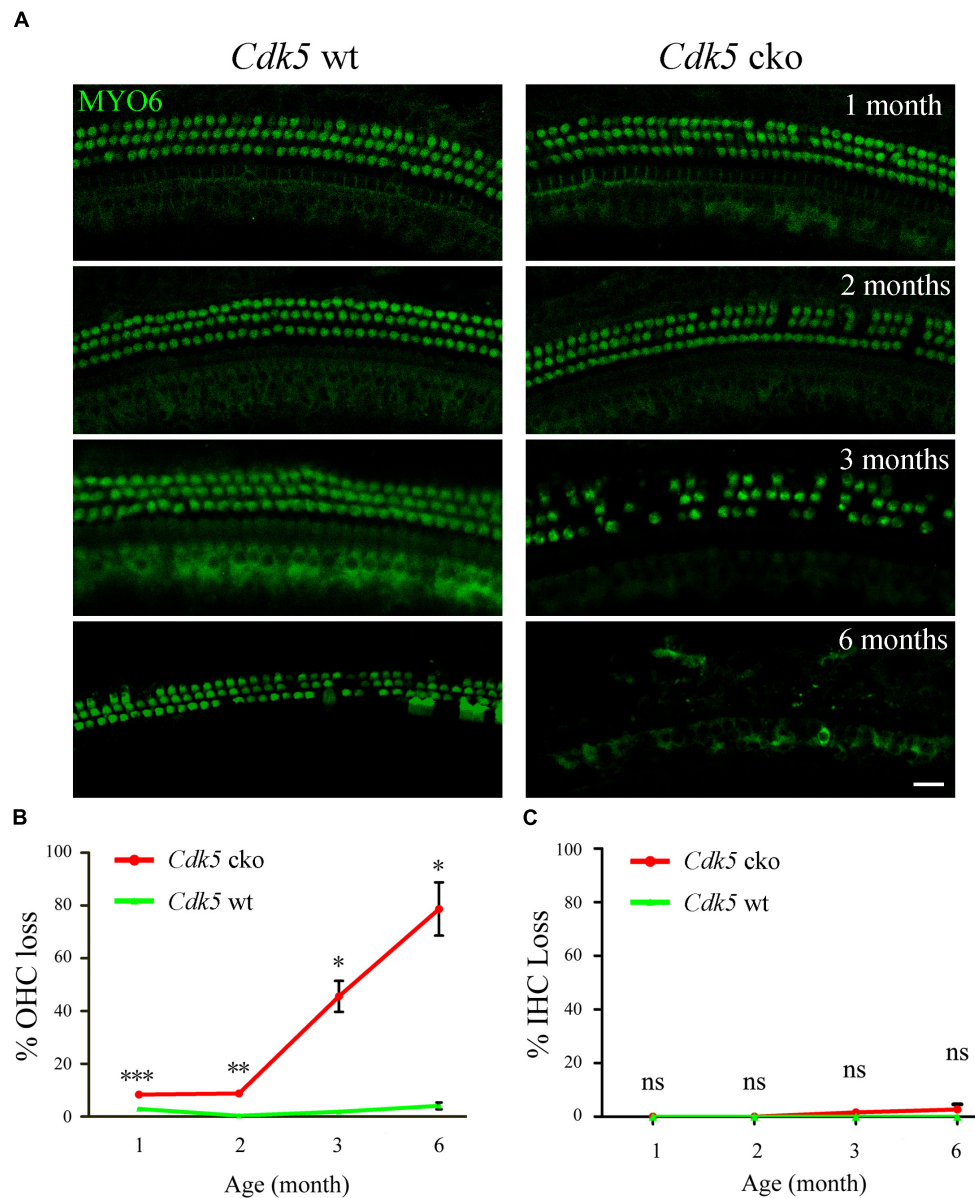 A
Cdk5 wt
Cdk5 cko
MYO6
1 month
2 months
3 months
6 months
B
% OHC loss
100
80
60
40
20
0
Cdk5 cko
Cdk5 wt
***
**
*
*
1 2 3 6
Age (month)
C
% IHC Loss
100
80
60
40
20
0
Cdk5 cko
Cdk5 wt
ns ns ns ns
1 2 3 6
Age (month)